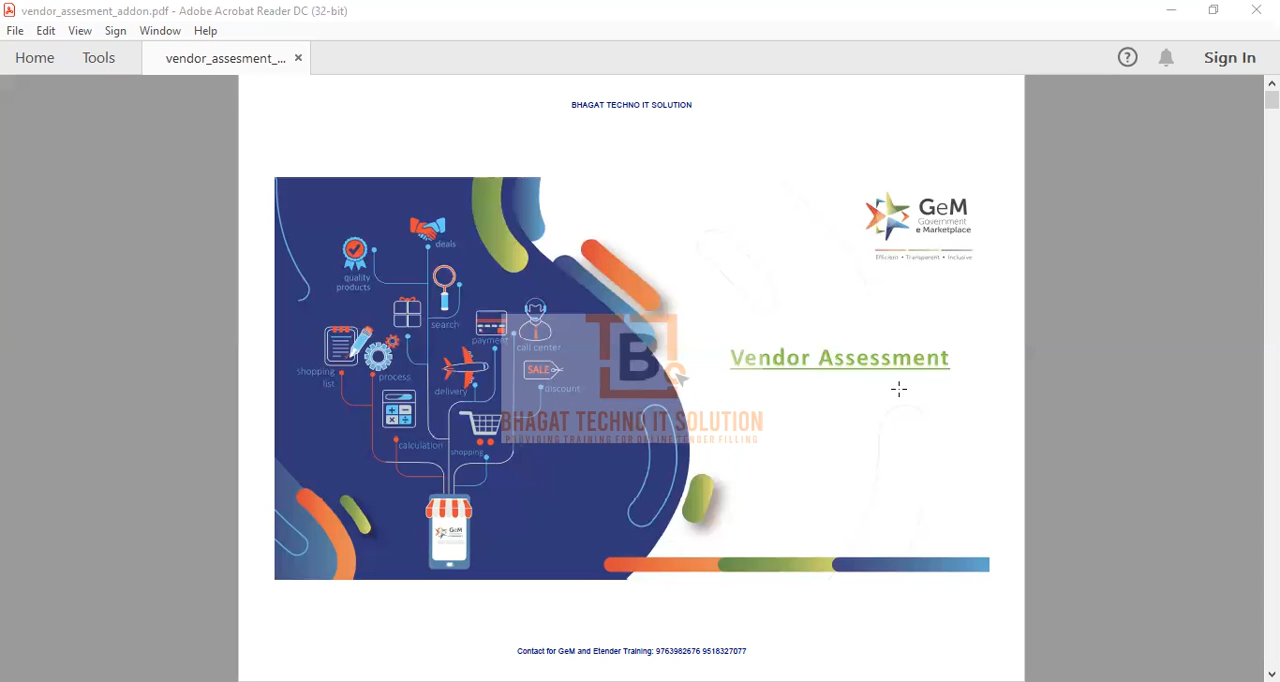 vendor_assesment_addon.pdf - Adobe Acrobat Reader DC (32-bit)
File Edit View Sign Window Help
Home Tools vendor_assesment_... × Sign In
BHAGAT TECHNO IT SOLUTION
GeM
Government
e Marketplace
Efficient • Transparent • Inclusive
deals
quality
products
search
payment
call center
shopping
list
process
delivery
SALE
discount
calculation
shopping
GeM
Vendor Assessment
B
BHAGAT TECHNO IT SOLUTION
PROVIDING TRAINING FOR ONLINE TENDER FILLING
Contact for GeM and Etender Training: 9763982676 9518327077